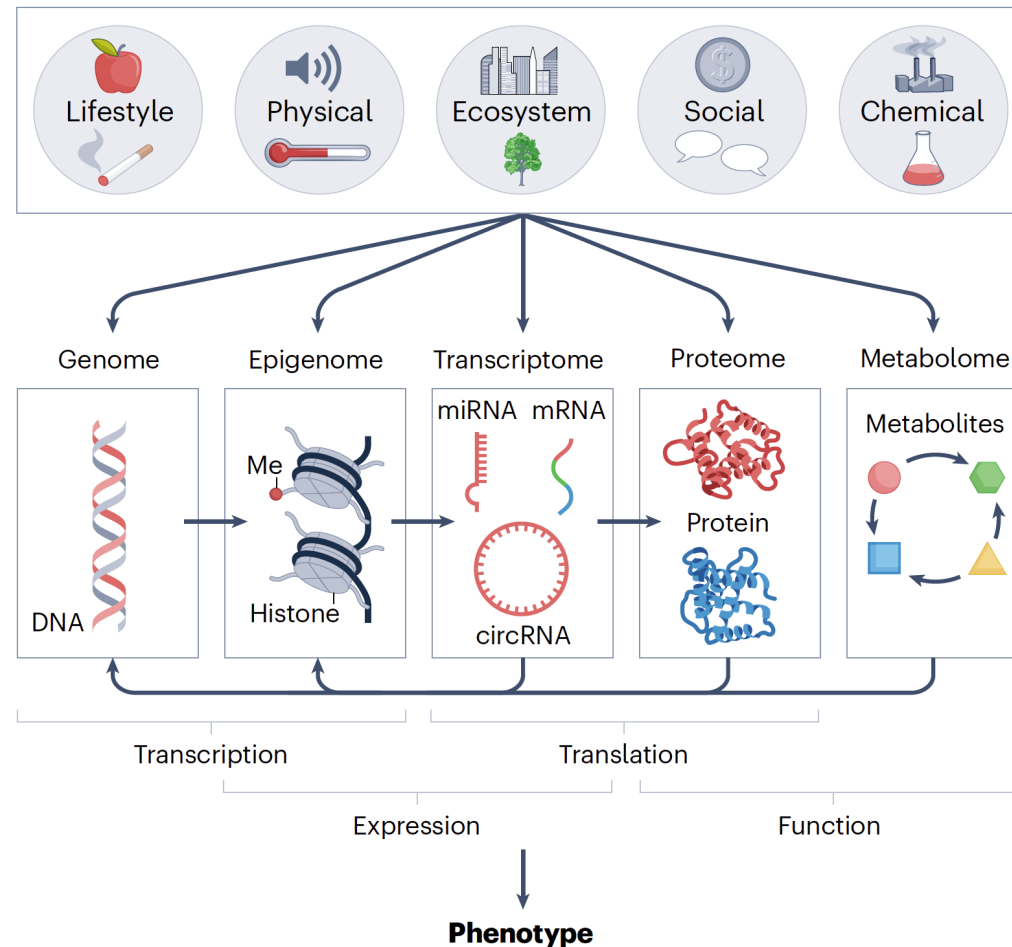 Lifestyle
Physical
Ecosystem
$
Social
Chemical
Genome
Epigenome
Transcriptome
Proteome
Metabolome
DNA
Me
Histone
miRNA mRNA
circRNA
Protein
Metabolites
Transcription
Translation
Expression
Function
Phenotype